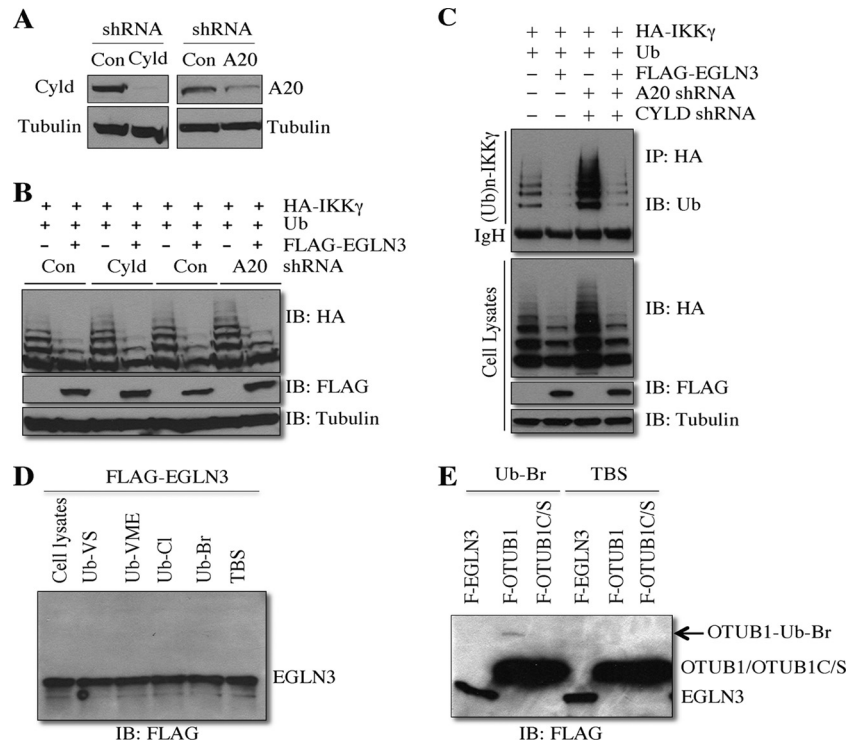 A
shRNA shRNA
Con Cyld Con A20
Cyld A20
Tubulin Tubulin
B
+ + + + + + + + HA-IKKγ
+ + + + + + + + Ub
– + – + – + – + FLAG-EGLN3
Con Cyld Con A20 shRNA
IB: HA
IB: FLAG
IB: Tubulin
C
+ + + + HA-IKKγ
+ + + + Ub
– + – + FLAG-EGLN3
– – + + A20 shRNA
– – + + CYLD shRNA
(Ub)n-IKKγ
IP: HA
IB: Ub
IgH
Cell Lysates
IB: HA
IB: FLAG
IB: Tubulin
D
FLAG-EGLN3
Cell lysates
Ub-VS
Ub-VME
Ub-Cl
Ub-Br
TBS
EGLN3
IB: FLAG
E
Ub-Br TBS
F-EGLN3
F-OTUB1
F-OTUB1C/S
F-EGLN3
F-OTUB1
F-OTUB1C/S
OTUB1-Ub-Br
OTUB1/OTUB1C/S
EGLN3
IB: FLAG